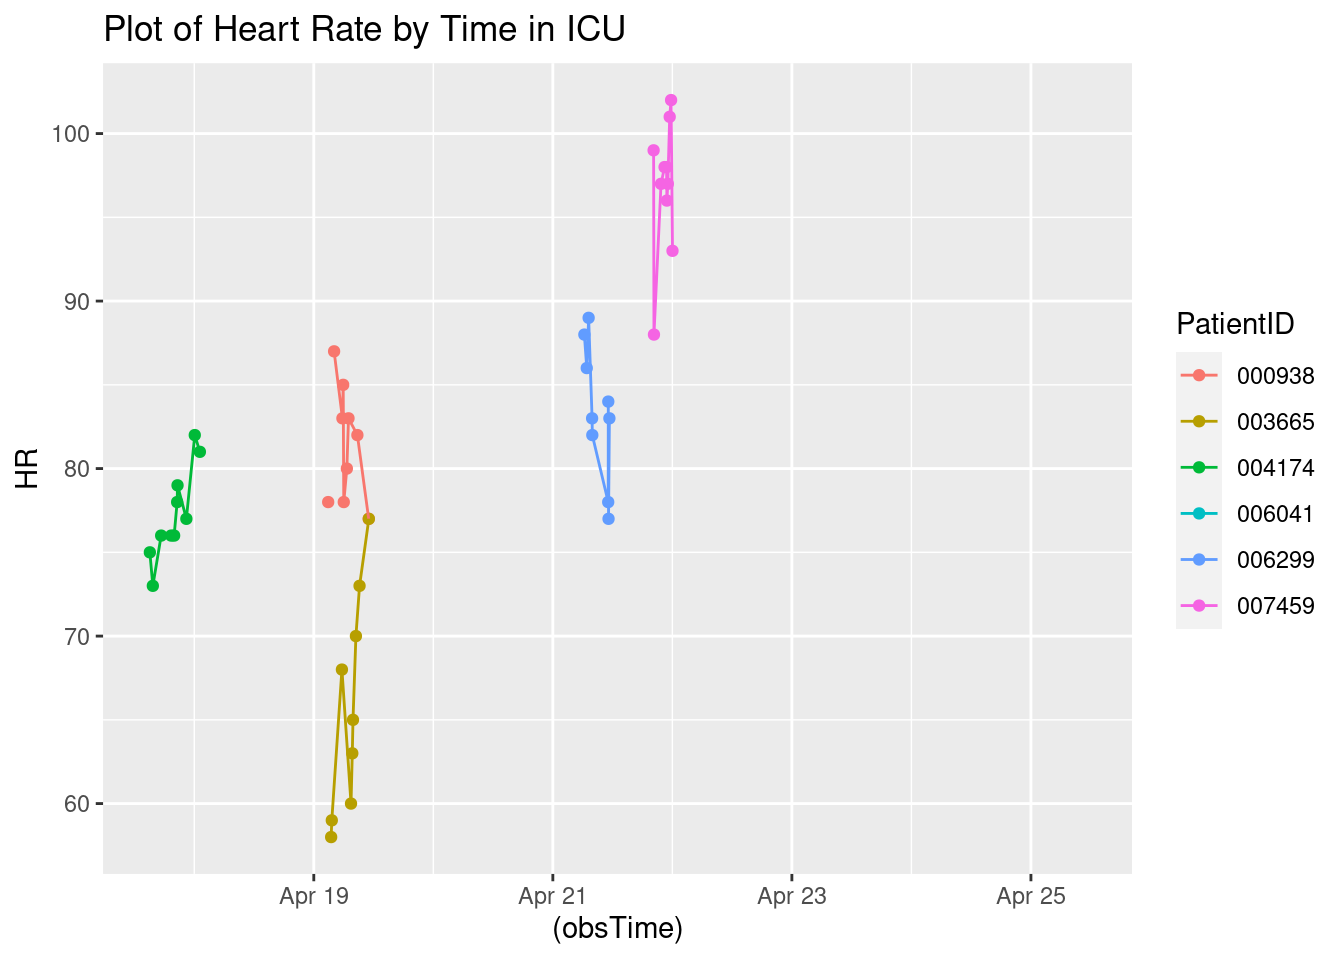 Plot of Heart Rate by Time in ICU
100
90
80
70
60
HR
Apr 19
Apr 21
Apr 23
Apr 25
(obsTime)
PatientID
000938
003665
004174
006041
006299
007459